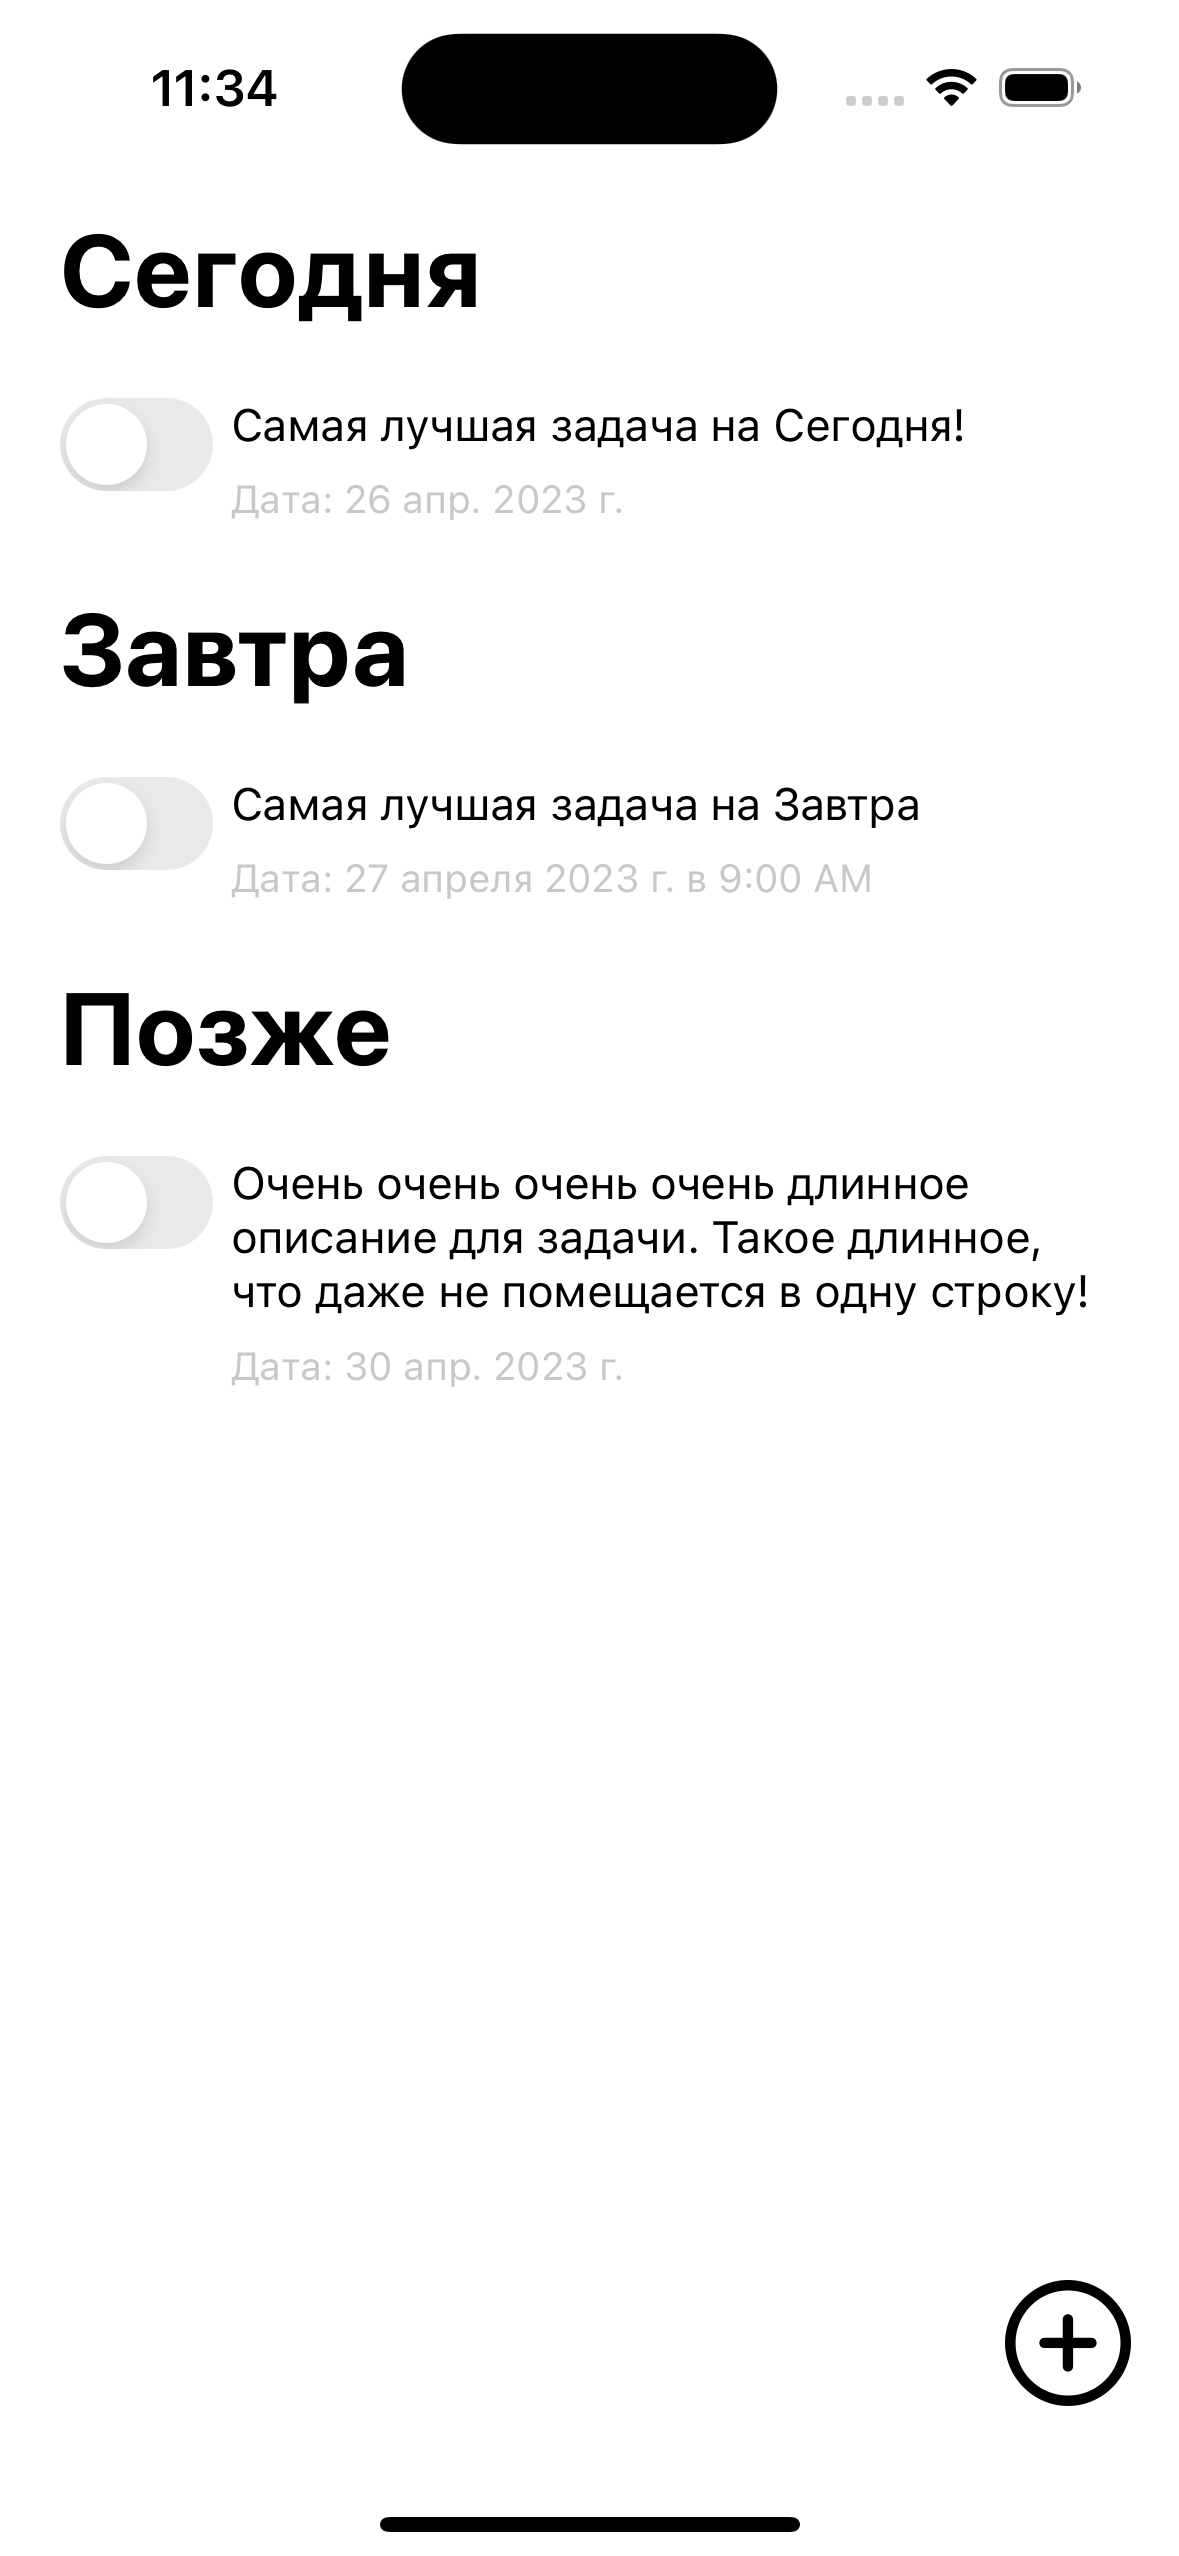 11:34
Сегодня
Самая лучшая задача на Сегодня!
Дата: 26 апр. 2023 г.
Завтра
Самая лучшая задача на Завтра
Дата: 27 апреля 2023 г. в 9:00 AM
Позже
Очень очень очень очень длинное
описание для задачи. Такое длинное,
что даже не помещается в одну строку!
Дата: 30 апр. 2023 г.